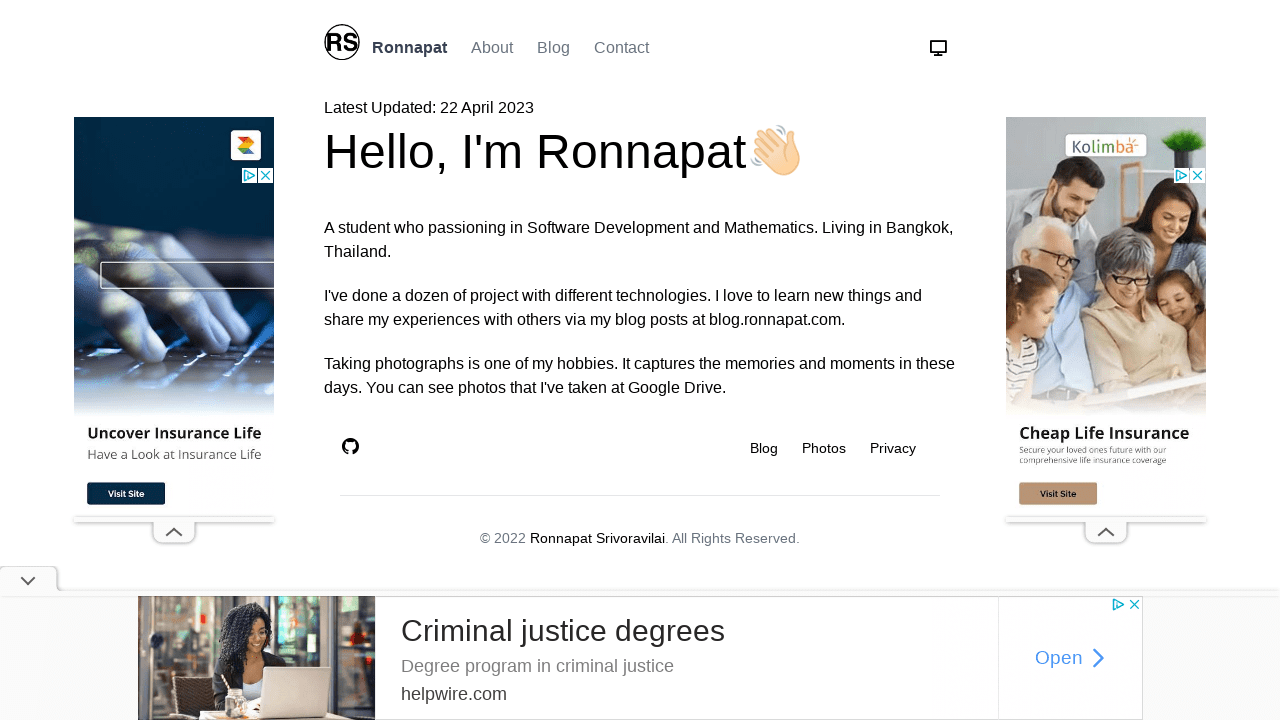 RS
Ronnapat About Blog Contact
Latest Updated: 22 April 2023
Hello, I'm Ronnapat👋🏻
A student who passioning in Software Development and Mathematics. Living in Bangkok,
Thailand.
I've done a dozen of project with different technologies. I love to learn new things and
share my experiences with others via my blog posts at blog.ronnapat.com.
Taking photographs is one of my hobbies. It captures the memories and moments in these
days. You can see photos that I've taken at Google Drive.
Blog Photos Privacy
© 2022 Ronnapat Srivoravilai. All Rights Reserved.
Uncover Insurance Life
Have a Look at Insurance Life
Visit Site
Kolimba
Cheap Life Insurance
Secure your loved ones future with our
comprehensive life insurance coverage
Visit Site
Criminal justice degrees
Degree program in criminal justice
helpwire.com
Open